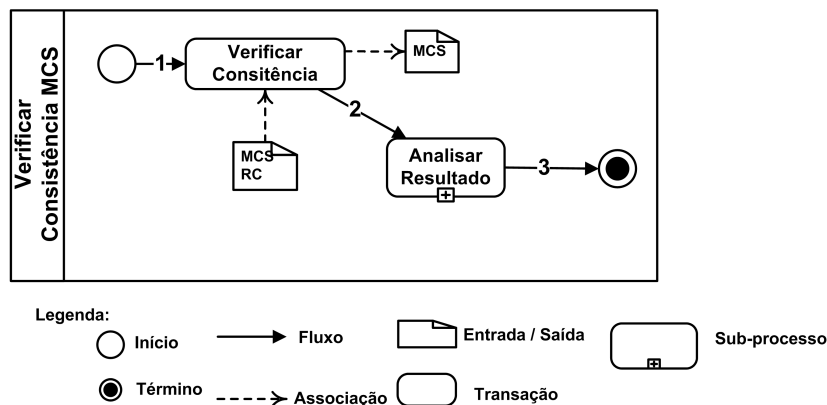 Verificar
Consistência MCS
1
Verificar
Consitência
MCS
2
MCS
RC
Analisar
Resultado
3
Legenda:
Início
Fluxo
Entrada / Saída
Sub-processo
Término
Associação
Transação